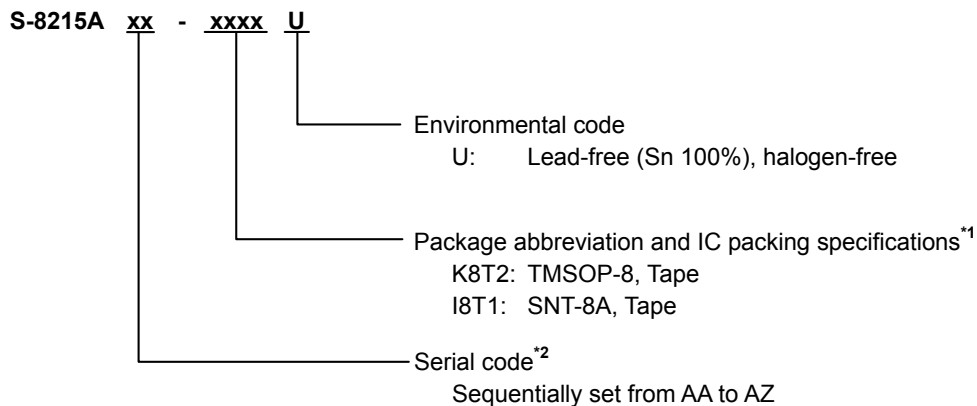 S-8215A xx - xxxx U
Environmental code
U: Lead-free (Sn 100%), halogen-free
Package abbreviation and IC packing specifications*1
K8T2: TMSOP-8, Tape
I8T1: SNT-8A, Tape
Serial code*2
Sequentially set from AA to AZ